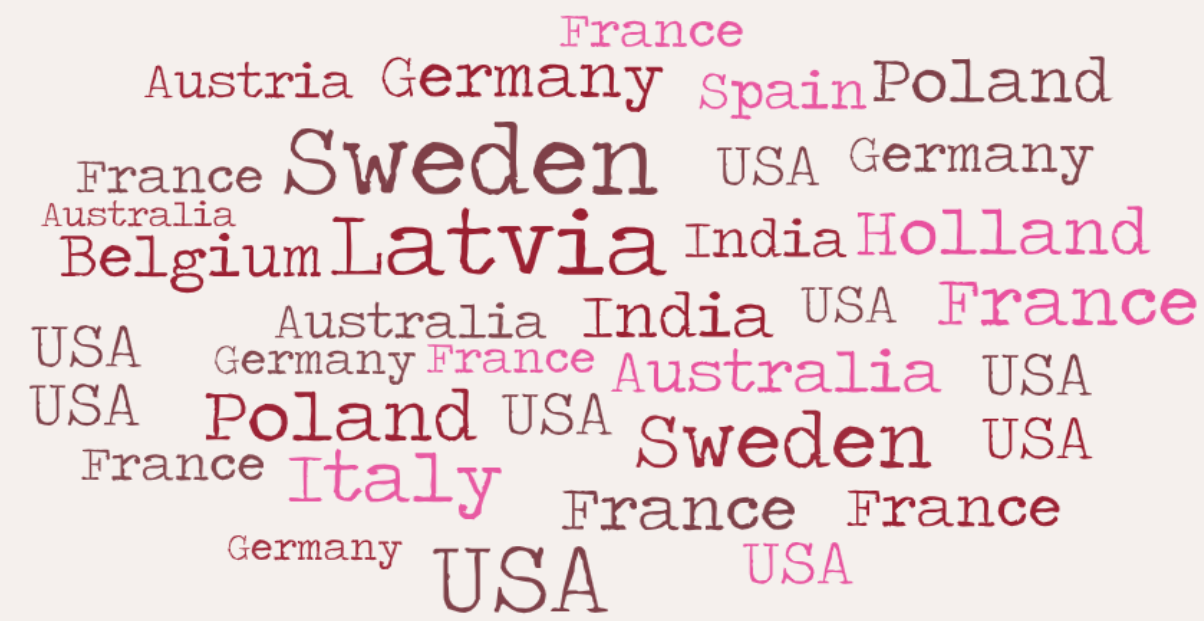 France
Austria Germany Spain Poland
France Sweden USA Germany
Australia
Belgium Latvia India Holland
Australia India USA France
USA Germany France Australia USA
USA Poland USA Sweden USA
France Italy
France France
Germany USA USA